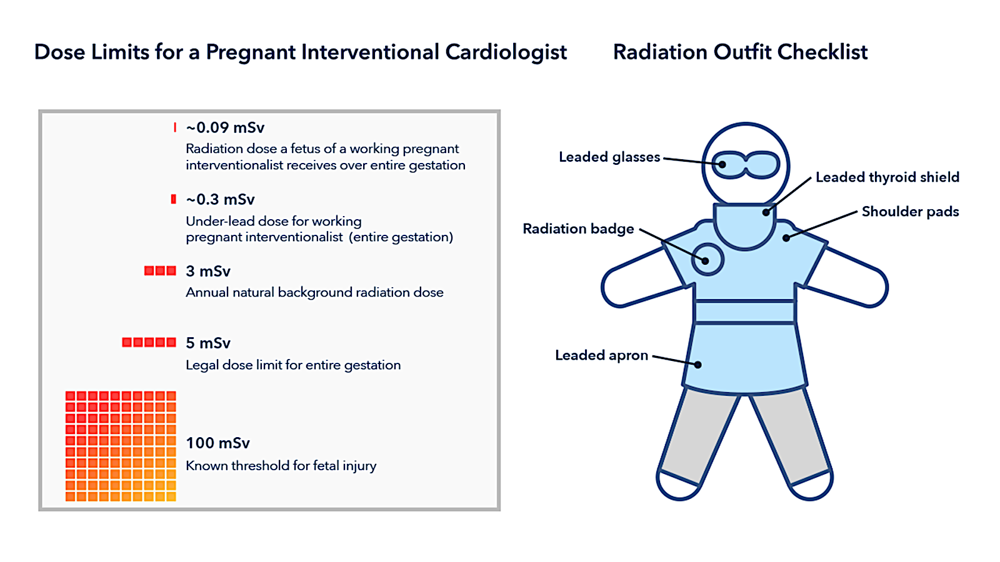 Dose Limits for a Pregnant Interventional Cardiologist
~0.09 mSv
Radiation dose a fetus of a working pregnant
interventionalist receives over entire gestation
~0.3 mSv
Under-lead dose for working
pregnant interventionalist (entire gestation)
3 mSv
Annual natural background radiation dose
5 mSv
Legal dose limit for entire gestation
100 mSv
Known threshold for fetal injury
Radiation Outfit Checklist
Leaded glasses
Leaded thyroid shield
Shoulder pads
Radiation badge
Leaded apron